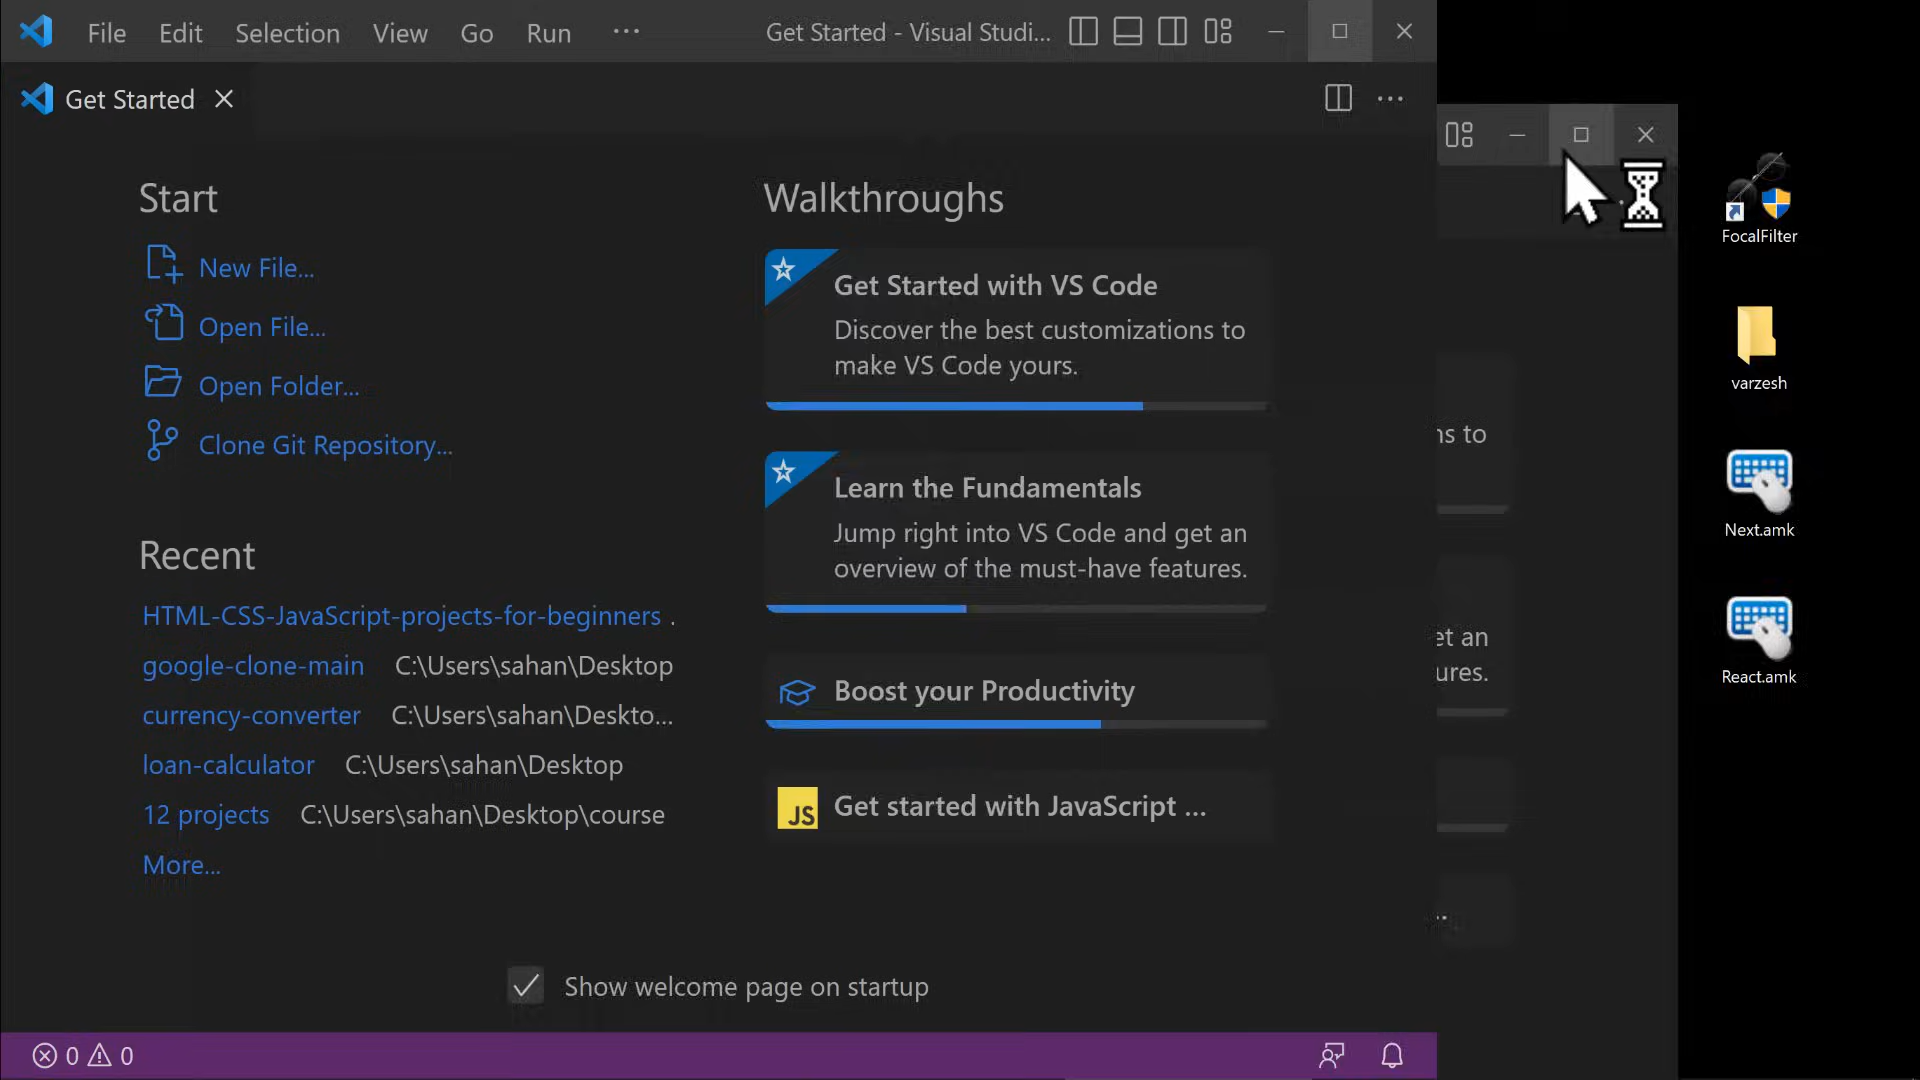 File Edit Selection View Go Run ··· Get Started - Visual Studi...
Get Started
Start
New File...
Open File...
Open Folder...
Clone Git Repository...
Recent
HTML-CSS-JavaScript-projects-for-beginners .
google-clone-main C:\Users\sahan\Desktop
currency-converter C:\Users\sahan\Deskto...
loan-calculator C:\Users\sahan\Desktop
12 projects C:\Users\sahan\Desktop\course
More...
Walkthroughs
Get Started with VS Code
Discover the best customizations to
make VS Code yours.
Learn the Fundamentals
Jump right into VS Code and get an
overview of the must-have features.
Boost your Productivity
JS
Get started with JavaScript ...
Show welcome page on startup
0 0
ns to
et an
ures.
FocalFilter
varzesh
Next.amk
React.amk